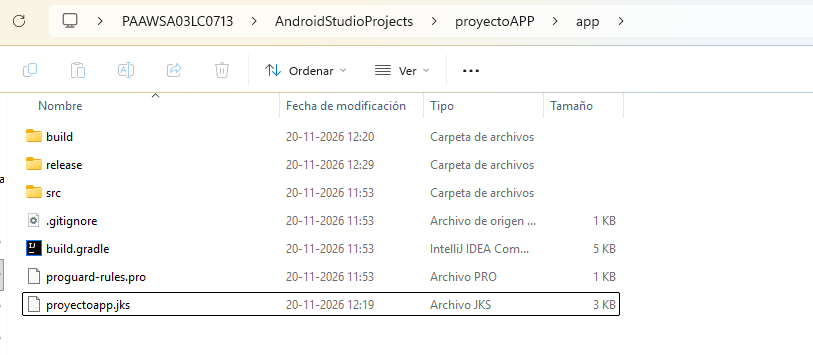 PAAWSA03LC0713 > AndroidStudioProjects > proyectoAPP > app >
Ordenar Ver ...
Nombre Fecha de modificación Tipo Tamaño
build 20-11-2026 12:20 Carpeta de archivos
release 20-11-2026 12:29 Carpeta de archivos
src 20-11-2026 11:53 Carpeta de archivos
.gitignore 20-11-2026 11:53 Archivo de origen ... 1 KB
build.gradle 20-11-2026 11:53 IntelliJ IDEA Com... 5 KB
proguard-rules.pro 20-11-2026 11:53 Archivo PRO 1 KB
proyectoapp.jks 20-11-2026 12:19 Archivo JKS 3 KB